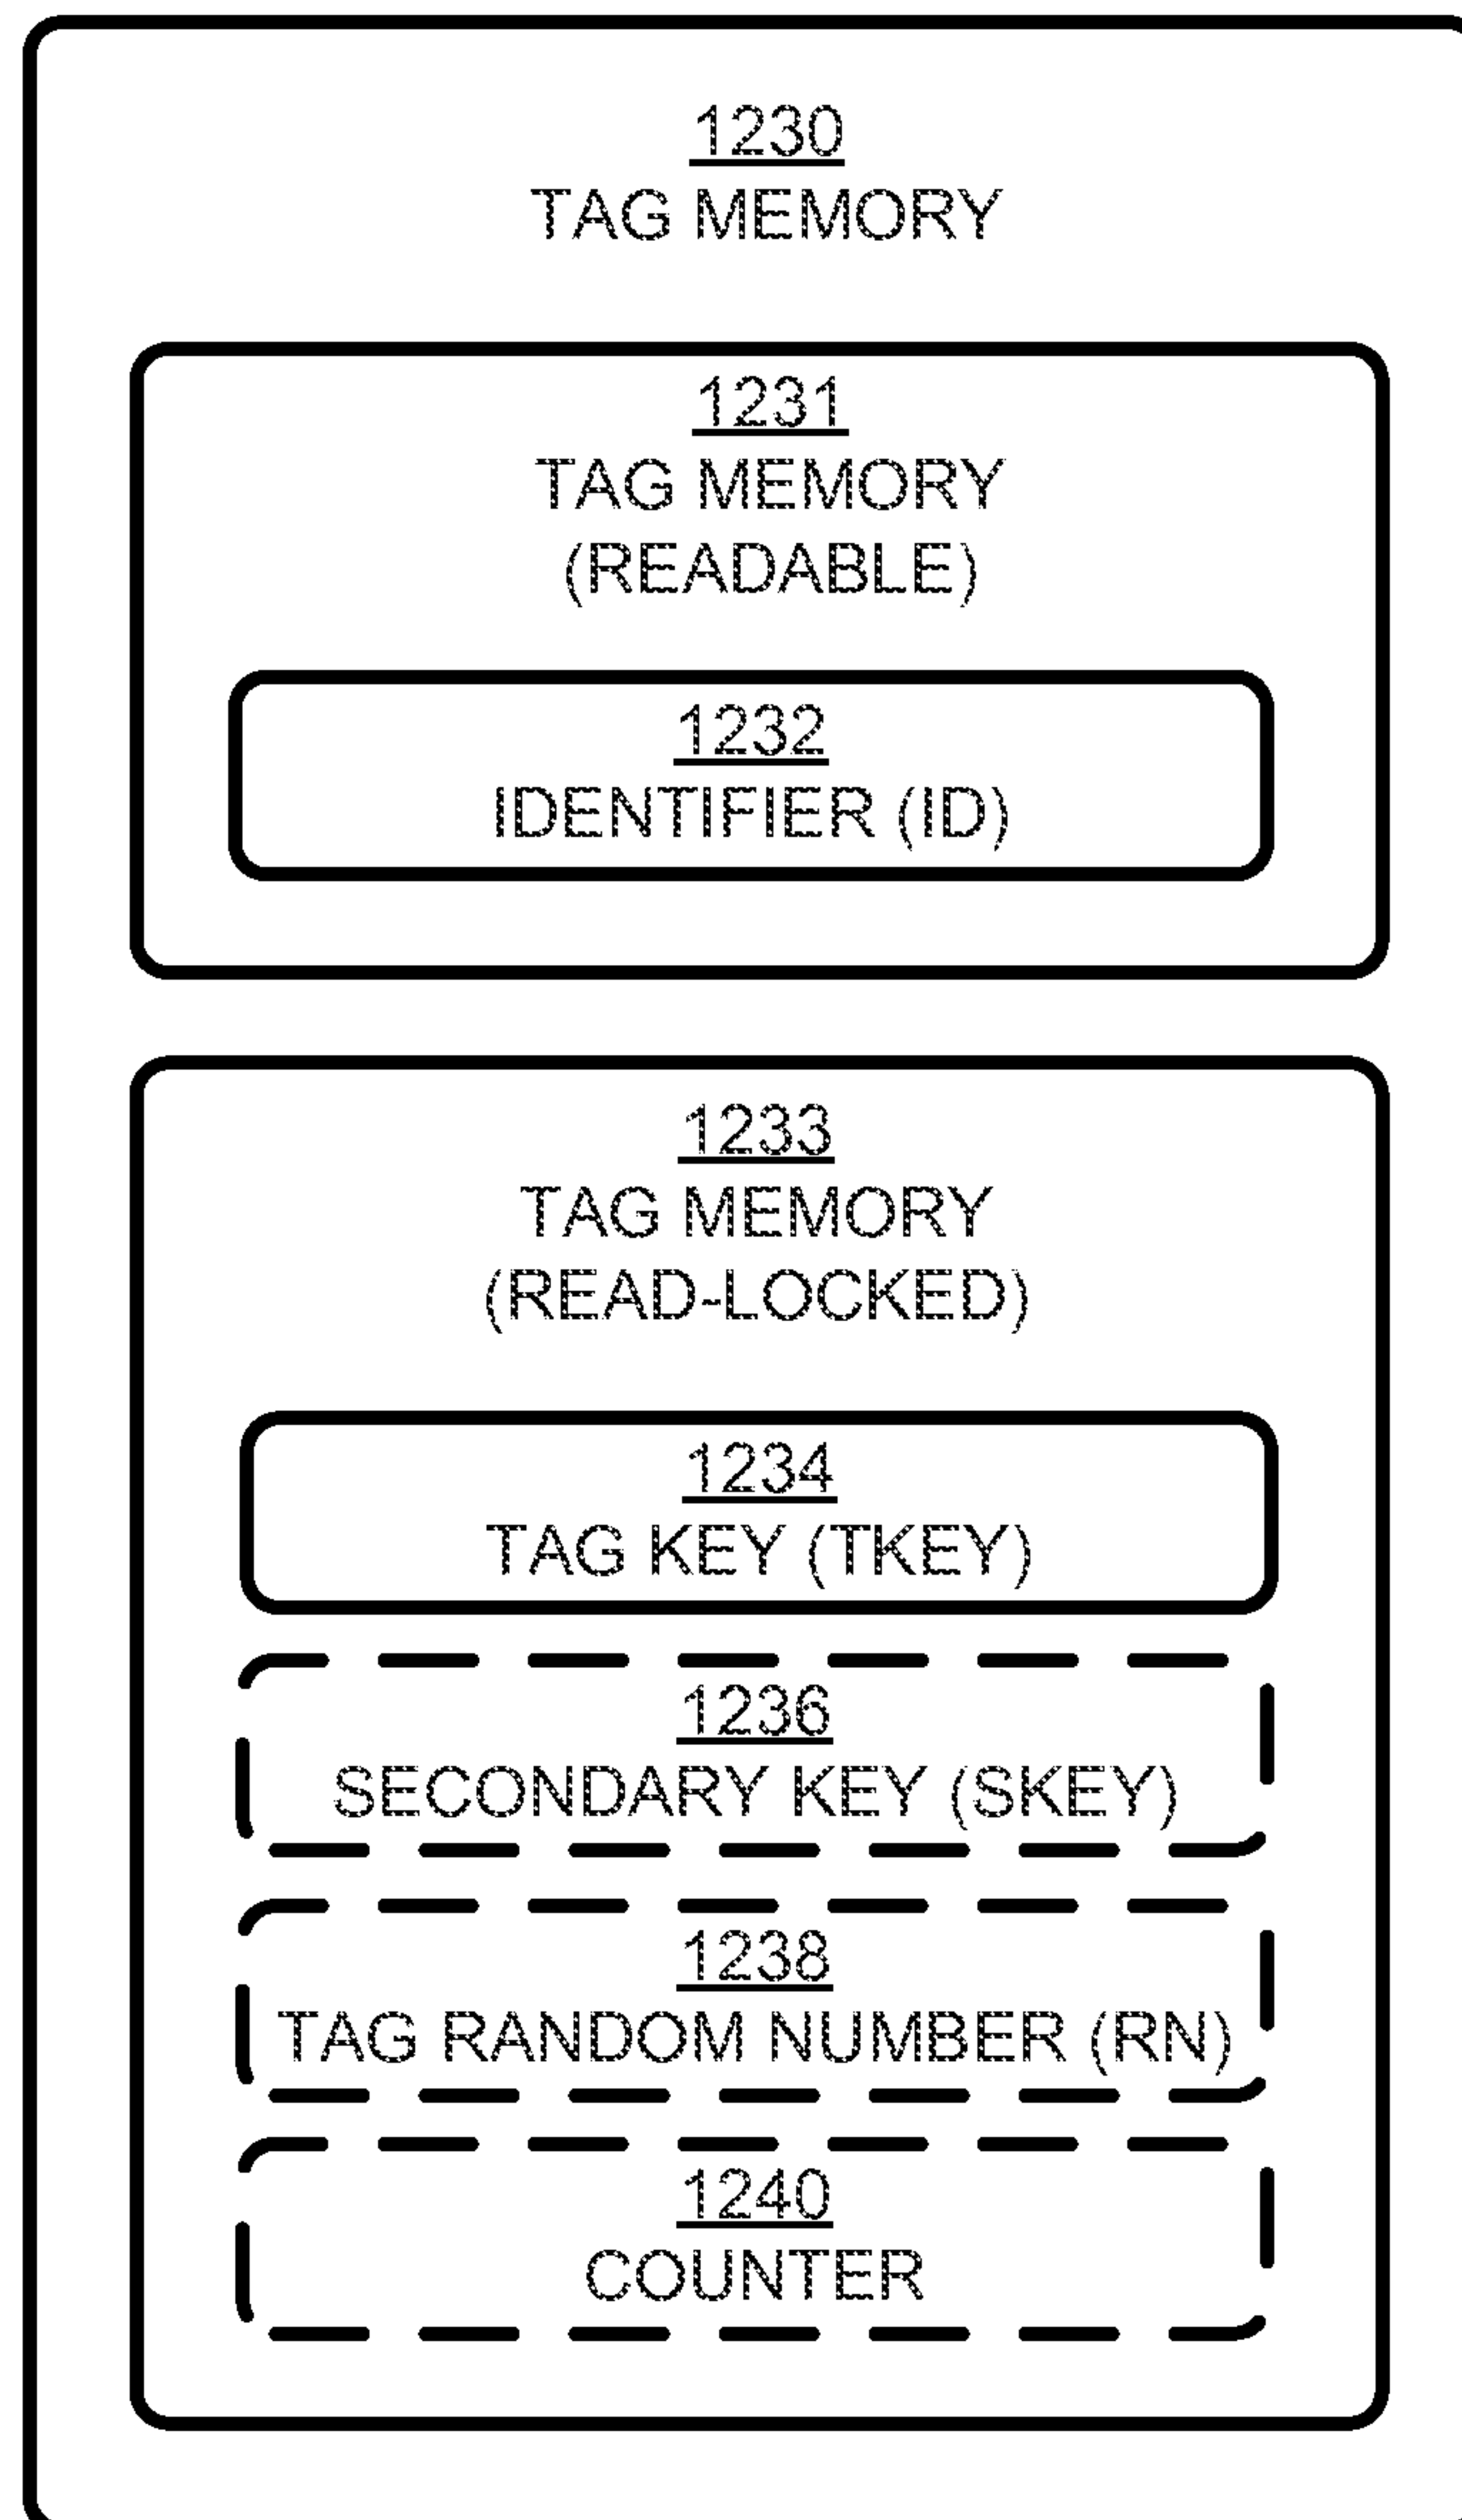 1230
TAG MEMORY
1231
TAG MEMORY
(READABLE)
1232
IDENTIFIER (ID)
1233
TAG MEMORY
(READ-LOCKED)
1234
TAG KEY (TKEY)
1236
SECONDARY KEY (SKEY)
1238
TAG RANDOM NUMBER (RN)
1240
COUNTER